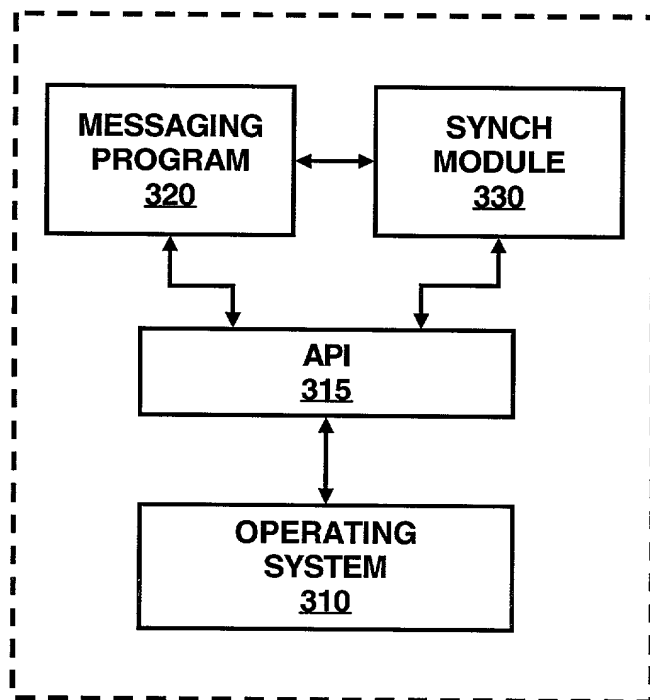 MESSAGING
PROGRAM
320
SYNCH
MODULE
330
API
315
OPERATING
SYSTEM
310